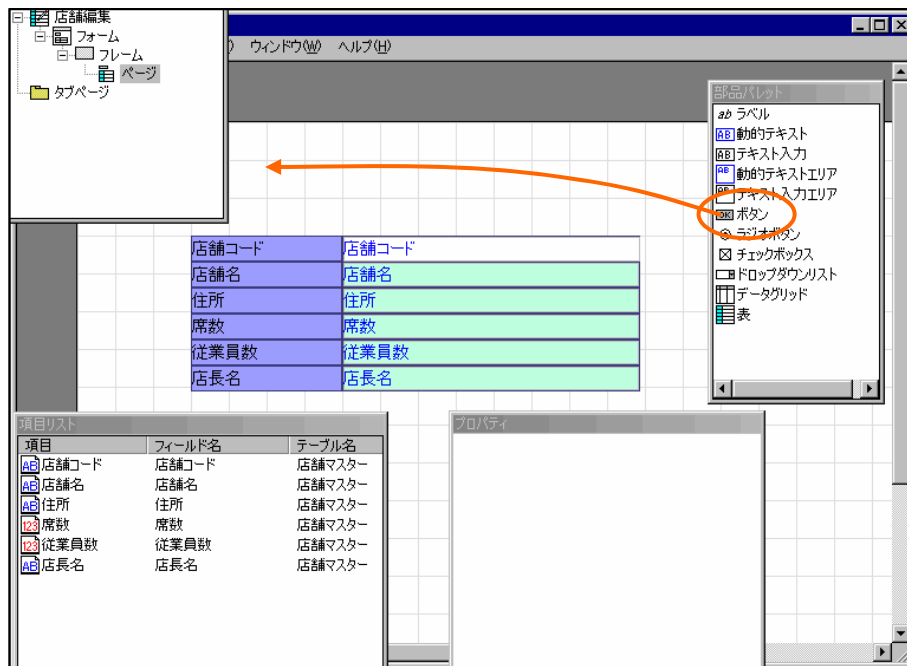 店舗編集
フォーム
フレーム
ページ
タブページ
) ウィンドウ(W) ヘルプ(H)
部品パレット
ab ラベル
AB 動的テキスト
AB テキスト入力
AB 動的テキストエリア
AB テキスト入力エリア
OK ボタン
ラジオボタン
チェックボックス
ドロップダウンリスト
データグリッド
表
店舗コード 店舗コード
店舗名 店舗名
住所 住所
席数 席数
従業員数 従業員数
店長名 店長名
項目リスト
項目 フィールド名 テーブル名
AB 店舗コード 店舗コード 店舗マスター
AB 店舗名 店舗名 店舗マスター
AB 住所 住所 店舗マスター
123 席数 席数 店舗マスター
123 従業員数 従業員数 店舗マスター
AB 店長名 店長名 店舗マスター
プロパティ